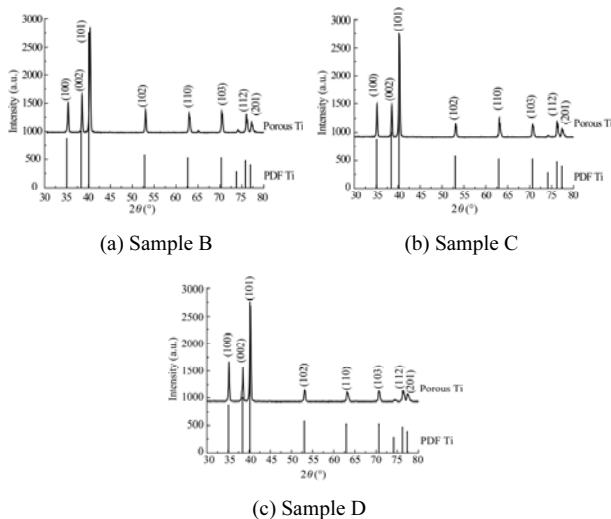 3000
2500
2000
1500
1000
500
0
Intensity (a.u.)
(100)
(002)
(101)
(102)
(110)
(103)
(112)
(201)
Porous Ti
PDF Ti
30 35 40 45 50 55 60 65 70 75 80
2θ(°)
(a) Sample B
3000
2500
2000
1500
1000
500
0
Intensity (a.u.)
(100)
(002)
(101)
(102)
(110)
(103)
(112)
(201)
Porous Ti
PDF Ti
30 35 40 45 50 55 60 65 70 75 80
2θ(°)
(b) Sample C
3000
2500
2000
1500
1000
500
0
Intensity (a.u.)
(100)
(002)
(101)
(102)
(110)
(103)
(112)
(201)
Porous Ti
PDF Ti
30 35 40 45 50 55 60 65 70 75 80
2θ(°)
(c) Sample D